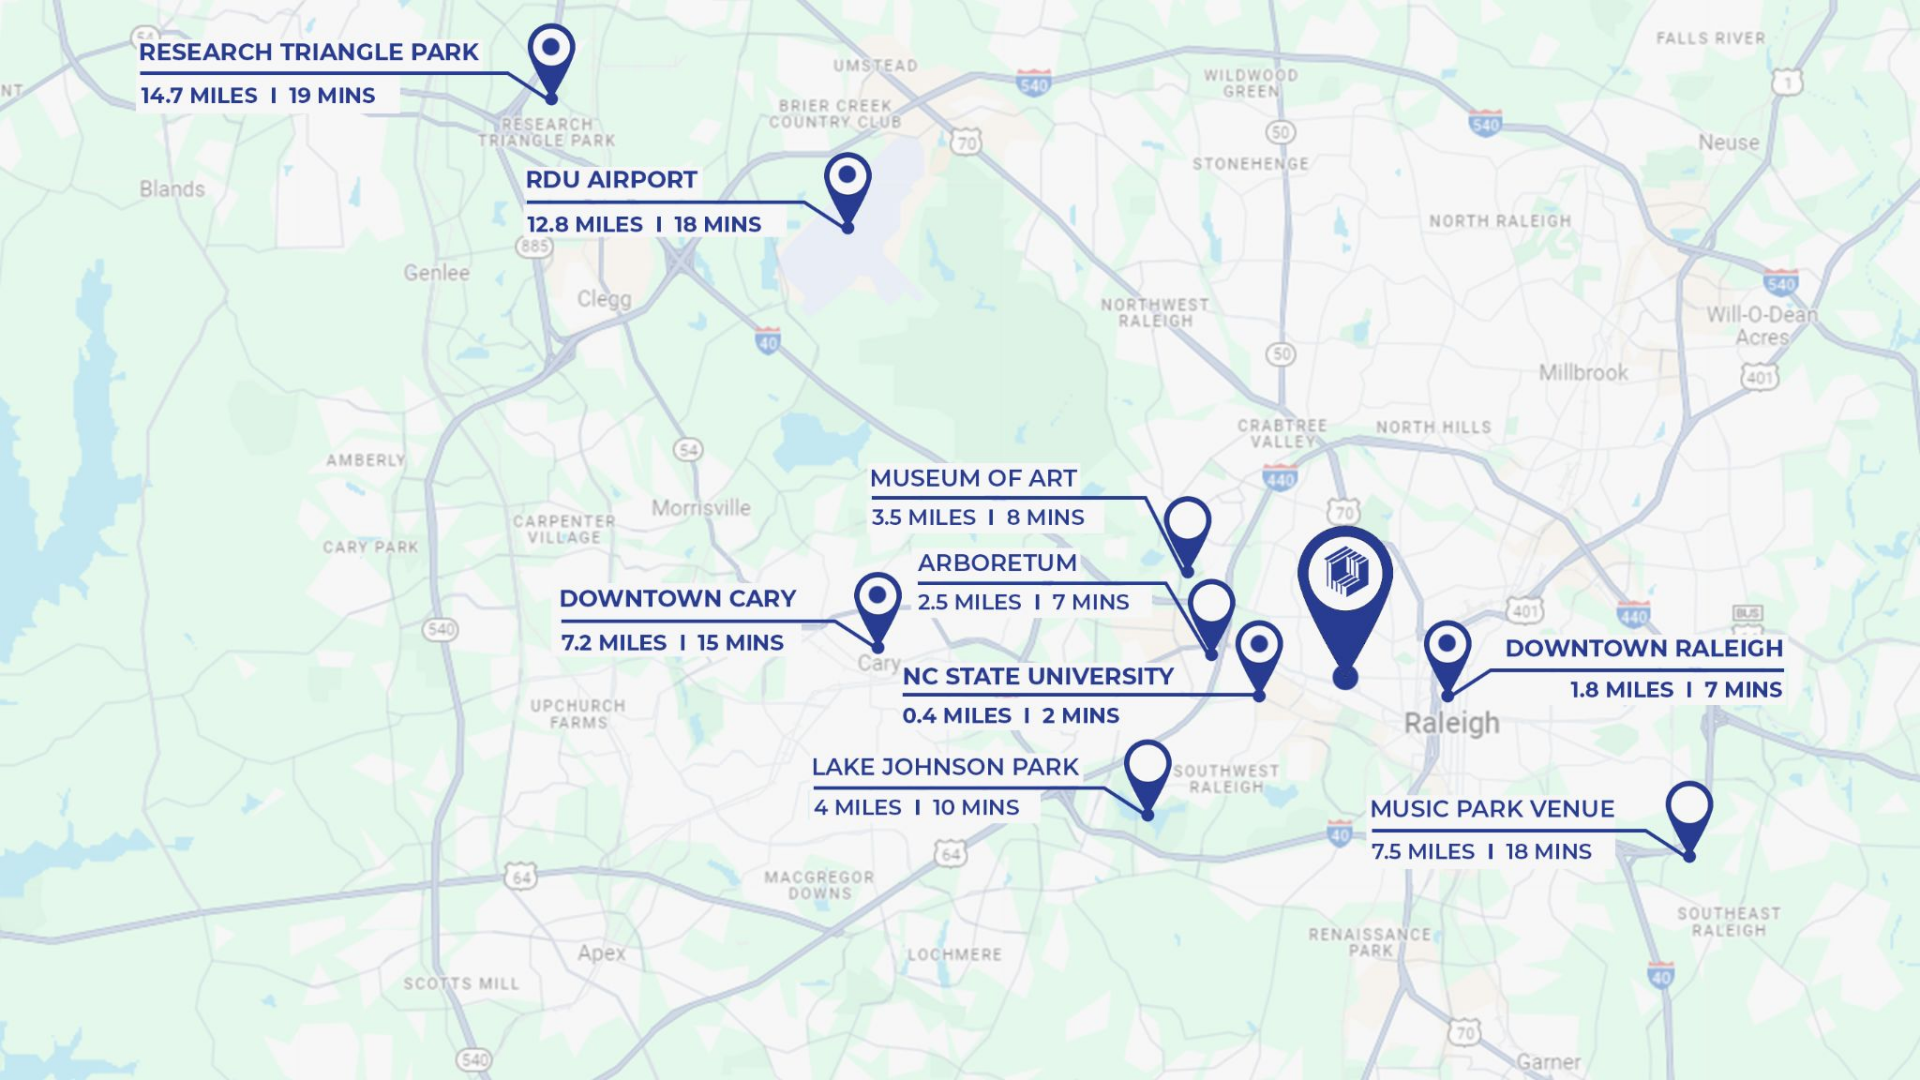 RESEARCH TRIANGLE PARK
14.7 MILES I 19 MINS
54
NT
RESEARCH
TRIANGLE PARK
UMSTEAD
BRIER CREEK
COUNTRY CLUB
540
70
WILDWOOD
GREEN
50
STONEHENGE
540
FALLS RIVER
1
Neuse
Blands
RDU AIRPORT
12.8 MILES I 18 MINS
885
Genlee
Clegg
40
NORTH RALEIGH
NORTHWEST
RALEIGH
50
540
Will-O-Dean
Acres
401
Millbrook
CRABTREE
VALLEY
NORTH HILLS
440
70
AMBERLY
54
Morrisville
CARPENTER
VILLAGE
CARY PARK
MUSEUM OF ART
3.5 MILES I 8 MINS
ARBORETUM
2.5 MILES I 7 MINS
DOWNTOWN CARY
7.2 MILES I 15 MINS
540
Cary
NC STATE UNIVERSITY
0.4 MILES I 2 MINS
401
440
BUS
DOWNTOWN RALEIGH
1.8 MILES I 7 MINS
Raleigh
UPCHURCH
FARMS
LAKE JOHNSON PARK
4 MILES I 10 MINS
SOUTHWEST
RALEIGH
40
MUSIC PARK VENUE
7.5 MILES I 18 MINS
64
64
MACGREGOR
DOWNS
Apex
LOCHMERE
RENAISSANCE
PARK
SOUTHEAST
RALEIGH
40
SCOTTS MILL
540
70
Garner